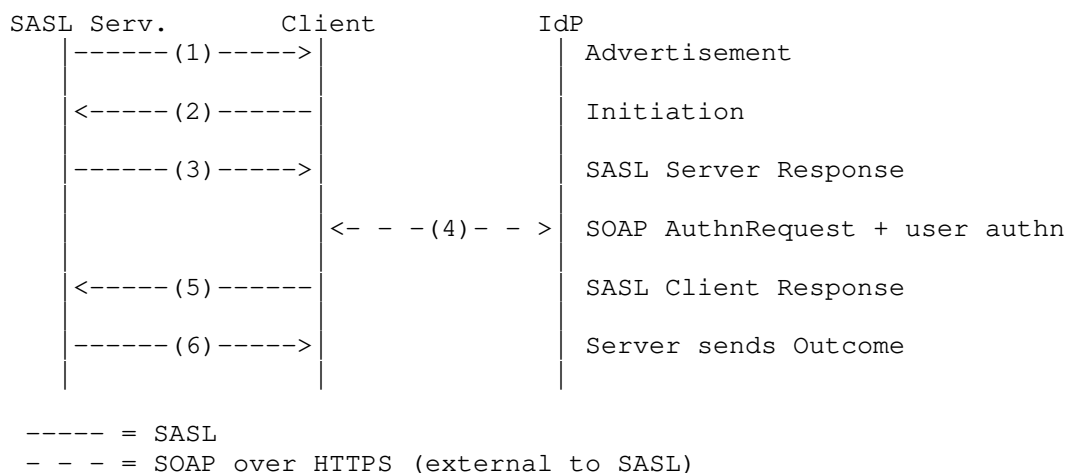 SASL Serv.       Client          IdP
|------(1)----->|               | Advertisement
|<-----(2)------|               | Initiation
|------(3)----->|               | SASL Server Response
|               |<- - -(4)- - >| SOAP AuthnRequest + user authn
|<-----(5)------|               | SASL Client Response
|------(6)----->|               | Server sends Outcome
----- = SASL
- - - = SOAP over HTTPS (external to SASL)